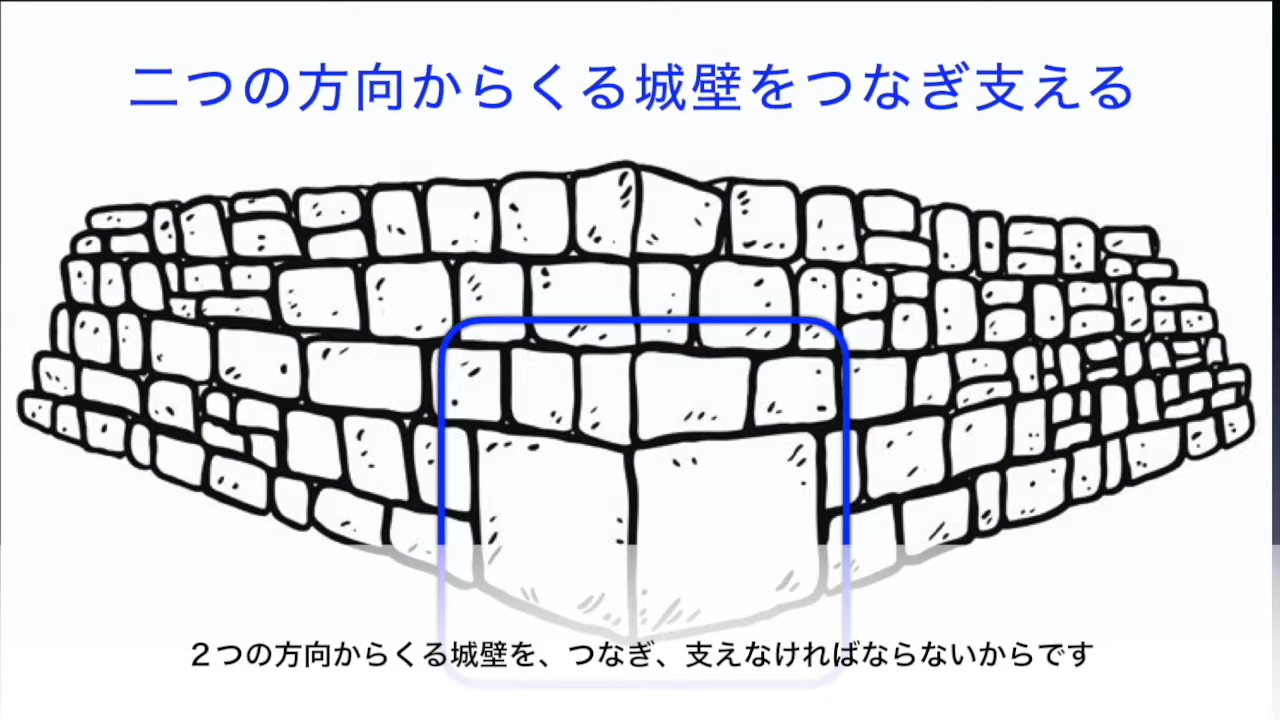 二つの方向からくる城壁をつなぎ支える
２つの方向からくる城壁を、つなぎ、支えなければならないからです